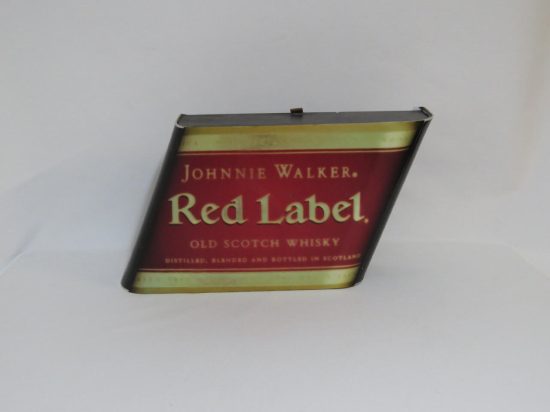 JOHNNIE WALKER.
Red Label.
OLD SCOTCH WHISKY
DISTILLED, BLENDED AND BOTTLED IN SCOTLAND